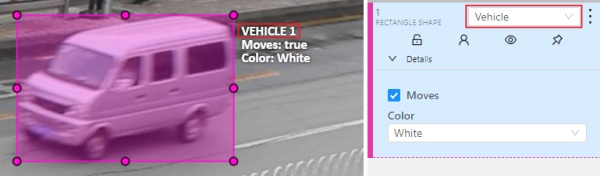 VEHICLE 1
Moves: true
Color: White
1
RECTANGLE SHAPE
Vehicle
Details
Moves
Color
White